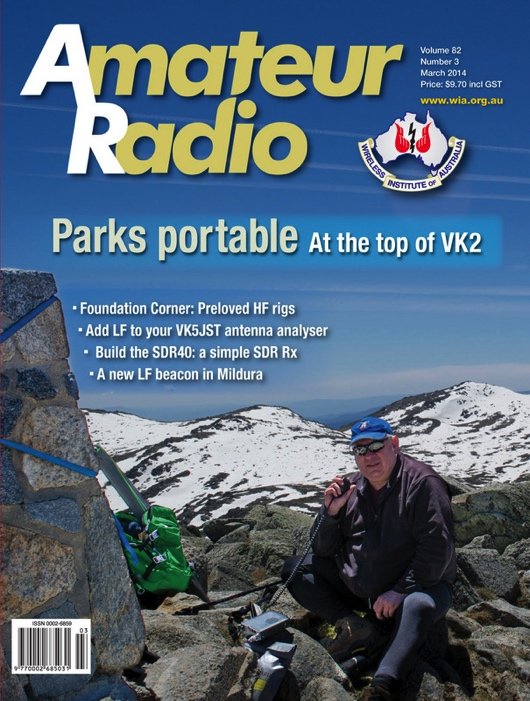 Amateur
Radio
Volume 82
Number 3
March 2014
Price: $9.70 incl GST
www.wia.org.au
WIRELESS INSTITUTE OF AUSTRALIA
Parks portable At the top of VK2
• Foundation Corner: Preloved HF rigs
• Add LF to your VK5JST antenna analyser
• Build the SDR40: a simple SDR Rx
• A new LF beacon in Mildura
ISSN 0002-6859
03
9 770002 685031